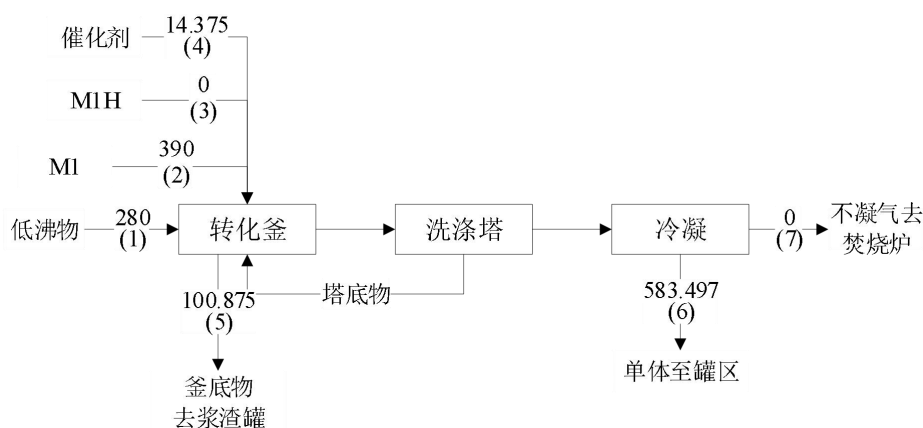 催化剂
14.375
(4)
M1H
0
(3)
M1
390
(2)
低沸物
280
(1)
转化釜
洗涤塔
冷凝
0
(7)
不凝气去
焚烧炉
塔底物
100.875
(5)
583.497
(6)
釜底物
去浆渣罐
单体至罐区